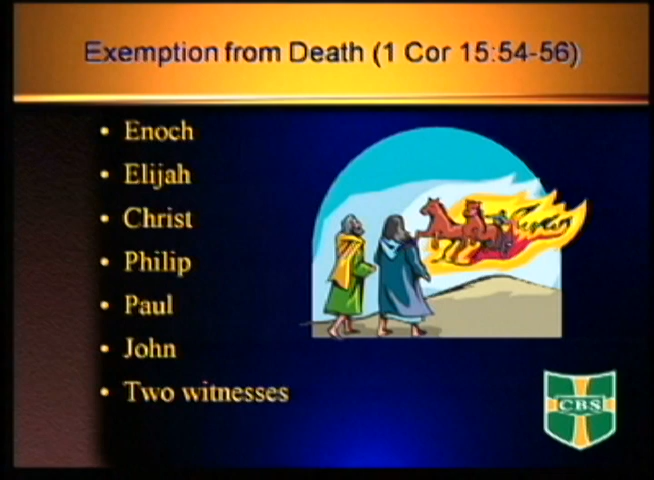 Exemption from Death (1 Cor 15:54-56)
• Enoch
• Elijah
• Christ
• Philip
• Paul
• John
• Two witnesses
CBS